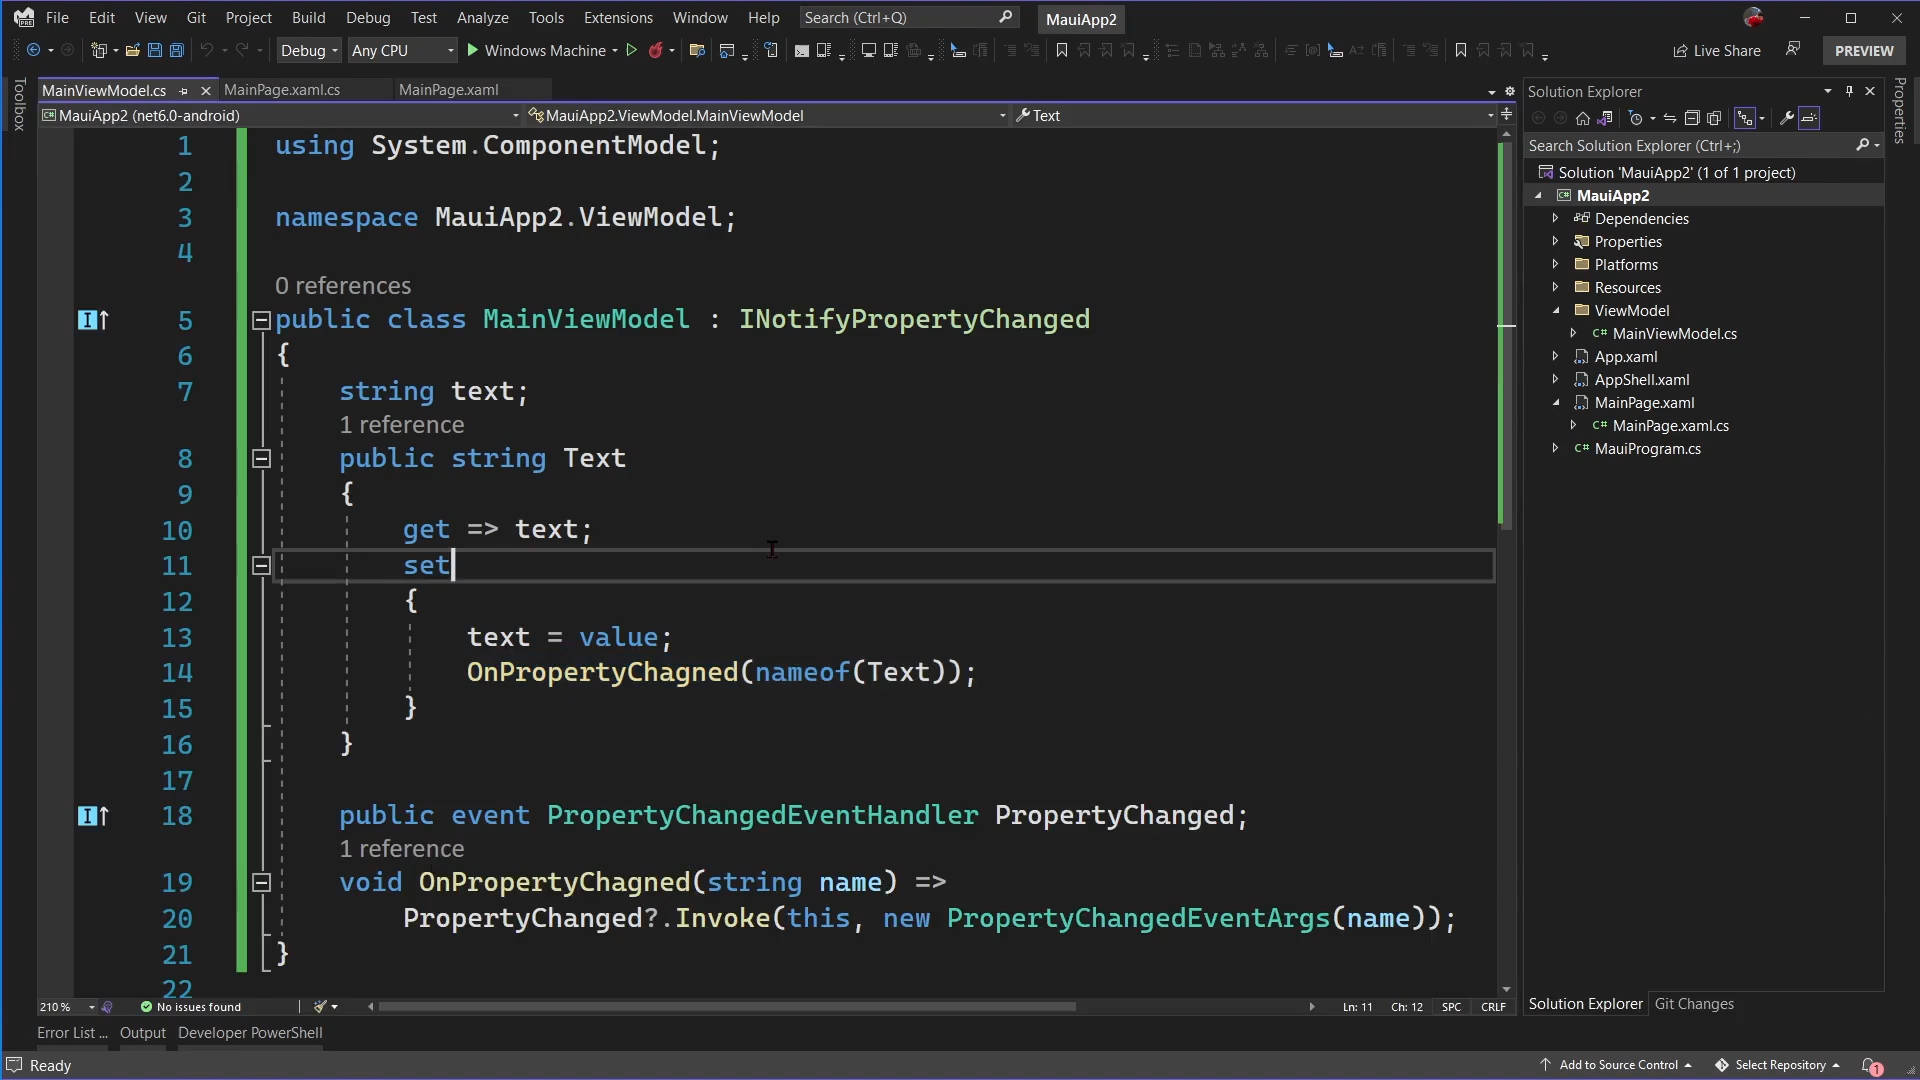 File Edit View Git Project Build Debug Test Analyze Tools Extensions Window Help Search (Ctrl+Q) MauiApp2
Debug Any CPU Windows Machine Live Share PREVIEW
Toolbox
MainViewModel.cs MainPage.xaml.cs MainPage.xaml
MauiApp2 (net6.0-android) MauiApp2.ViewModel.MainViewModel Text
1 using System.ComponentModel;
2
3 namespace MauiApp2.ViewModel;
4
0 references
5 public class MainViewModel : INotifyPropertyChanged
6 {
7 string text;
1 reference
8 public string Text
9 {
10 get => text;
11 set
12 {
13 text = value;
14 OnPropertyChagned(nameof(Text));
15 }
16 }
17
18 public event PropertyChangedEventHandler PropertyChanged;
1 reference
19 void OnPropertyChagned(string name) =>
20 PropertyChanged?.Invoke(this, new PropertyChangedEventArgs(name));
21 }
22
210 % No issues found Ln: 11 Ch: 12 SPC CRLF
Solution Explorer
Search Solution Explorer (Ctrl+;)
Solution 'MauiApp2' (1 of 1 project)
MauiApp2
Dependencies
Properties
Platforms
Resources
ViewModel
MainViewModel.cs
App.xaml
AppShell.xaml
MainPage.xaml
MainPage.xaml.cs
MauiProgram.cs
Solution Explorer Git Changes
Properties
Error List ... Output Developer PowerShell
Ready Add to Source Control Select Repository 1